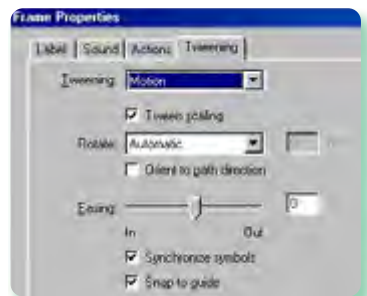 Frame Properties
Label Sound Actions Tweening
Tweening: Motion
Tween scaling
Rotate: Automatic
Orient to path direction
Easing: 0
In Out
Synchronize symbols
Snap to guide